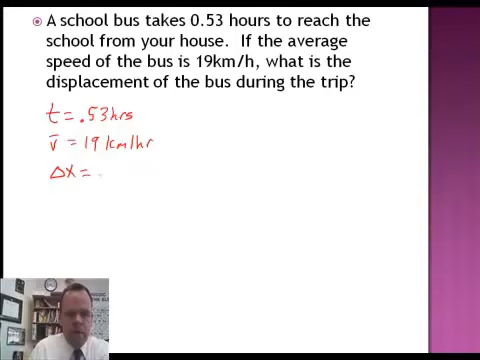 A school bus takes 0.53 hours to reach the
school from your house. If the average
speed of the bus is 19km/h, what is the
displacement of the bus during the trip?
t = .53hrs
v̄ = 19 km/hr
Δx =